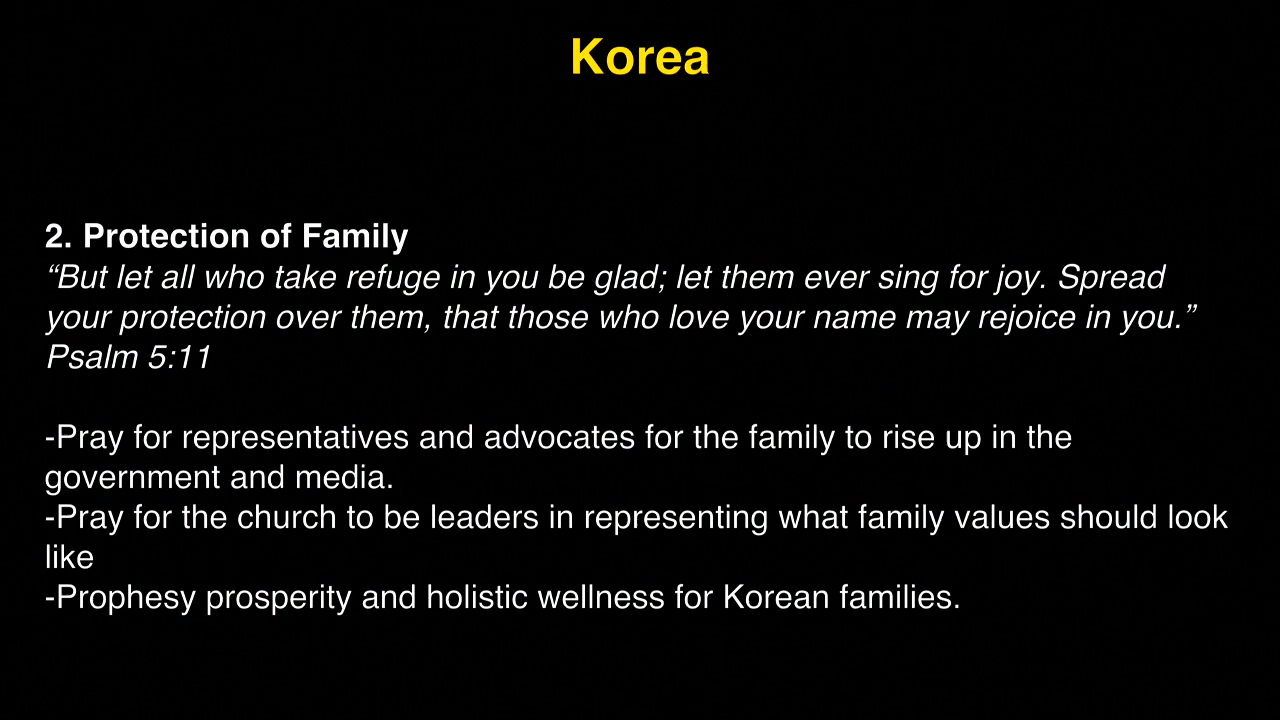 Korea
2. Protection of Family
“But let all who take refuge in you be glad; let them ever sing for joy. Spread
your protection over them, that those who love your name may rejoice in you.”
Psalm 5:11
-Pray for representatives and advocates for the family to rise up in the
government and media.
-Pray for the church to be leaders in representing what family values should look
like
-Prophesy prosperity and holistic wellness for Korean families.